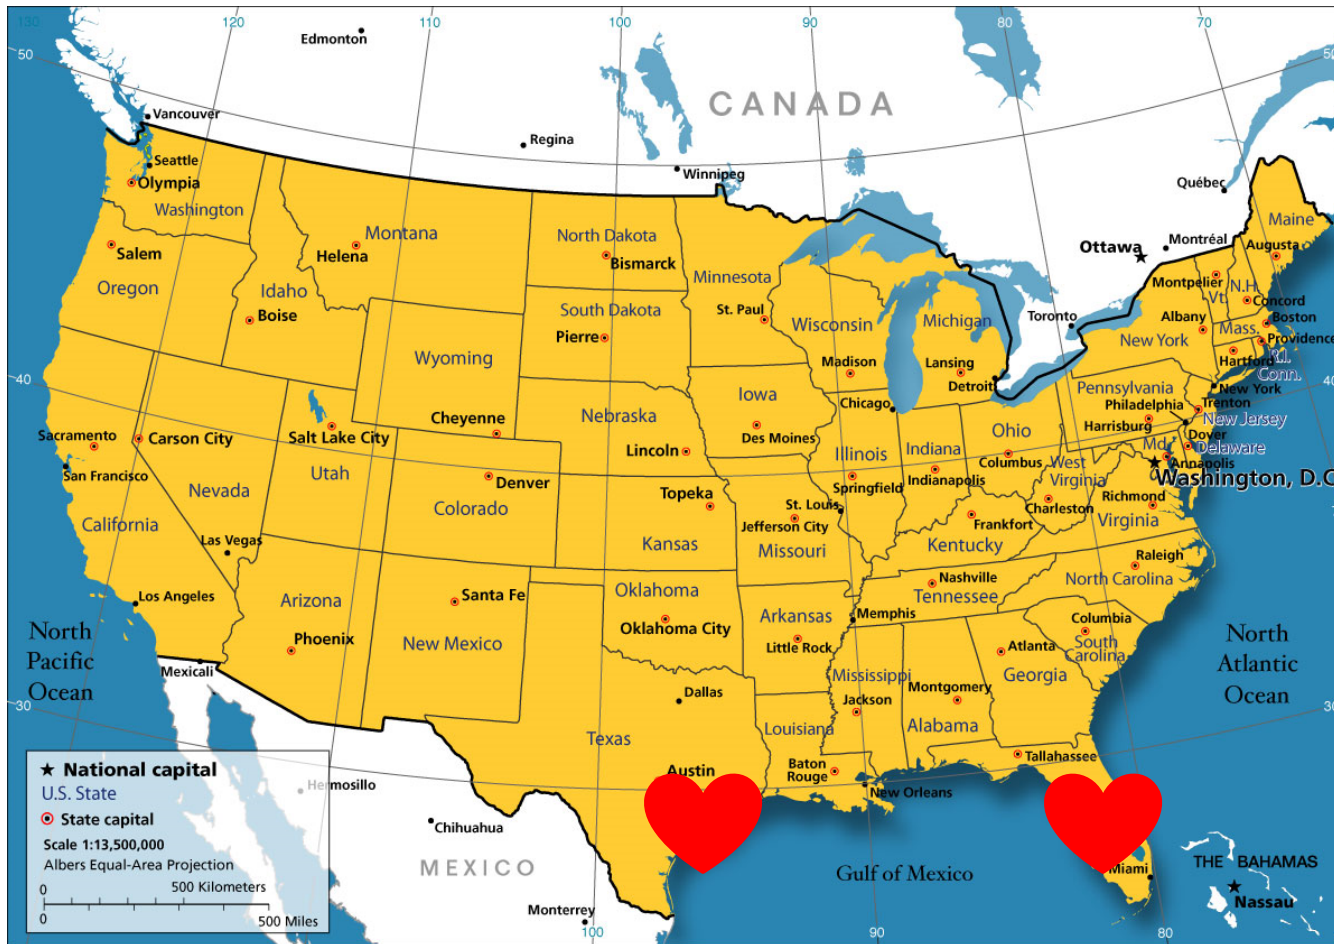 130
120
110
100
90
80
70
50
50
Edmonton
CANADA
Vancouver
Regina
Winnipeg
Québec
Seattle
Olympia
Washington
Montana
Helena
North Dakota
Bismarck
Minnesota
Maine
Augusta
Ottawa
Montréal
Salem
Oregon
Idaho
Boise
South Dakota
Pierre
St. Paul
Wisconsin
Michigan
Toronto
Montpelier
Vt.
N.H.
Concord
Albany
Boston
Mass.
Providence
New York
Hartford
R.I.
Conn.
Wyoming
Madison
Lansing
Detroit
40
40
Iowa
Pennsylvania
New York
Nebraska
Cheyenne
Chicago
Philadelphia
Trenton
Harrisburg
New Jersey
Sacramento
Carson City
Salt Lake City
Lincoln
Des Moines
Illinois
Indiana
Ohio
Columbus
Md.
Dover
Delaware
Annapolis
San Francisco
Nevada
Utah
Denver
Colorado
Topeka
Springfield
Indianapolis
West
Virginia
Washington, D.C
St. Louis
Jefferson City
Charleston
Richmond
Virginia
California
Kansas
Missouri
Frankfort
Kentucky
Las Vegas
Raleigh
North Carolina
Los Angeles
Arizona
Santa Fe
Oklahoma
Oklahoma City
Nashville
Tennessee
Arkansas
Memphis
Little Rock
Columbia
South
Carolina
North
Pacific
Ocean
Phoenix
New Mexico
Atlanta
Georgia
North
Atlantic
Ocean
Mexicali
Dallas
Mississippi
Jackson
Montgomery
Alabama
30
30
Texas
Louisiana
Tallahassee
Austin
Baton
Rouge
New Orleans
Hermosillo
Chihuahua
MEXICO
Gulf of Mexico
Miami
THE BAHAMAS
Nassau
Monterrey
100
90
80
National capital
U.S. State
State capital
Scale 1:13,500,000
Albers Equal-Area Projection
0 500 Kilometers
0 500 Miles